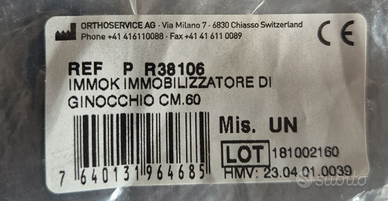 ORTHOSERVICE AG · Via Milano 7 · 6830 Chiasso Switzerland
Phone +41 416110088 · Fax +41 41 611 0089
REF P R38106
IMMOK IMMOBILIZZATORE DI
GINOCCHIO CM.60
Mis. UN
LOT 181002160
7 640131 964685
HMV: 23.04.01.0039
subito